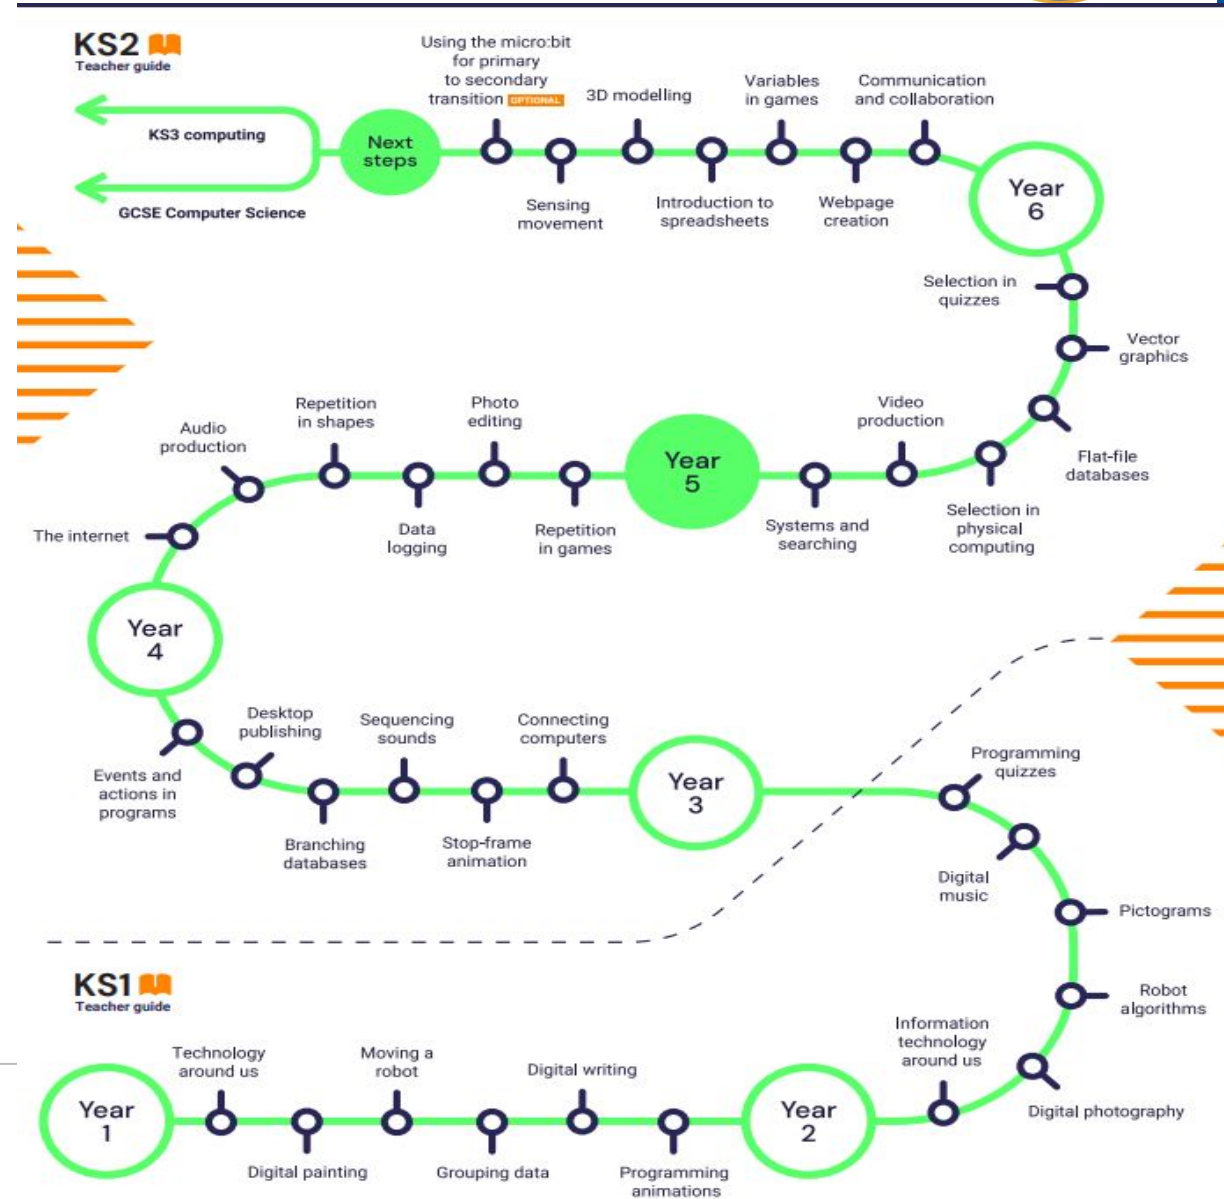 KS2
Teacher guide
Using the micro:bit
for primary
to secondary
transition OPTIONAL
3D modelling
Variables
in games
Communication
and collaboration
KS3 computing
Next
steps
GCSE Computer Science
Sensing
movement
Introduction to
spreadsheets
Webpage
creation
Year
6
Selection in
quizzes
Vector
graphics
Flat-file
databases
Audio
production
Repetition
in shapes
Photo
editing
Year
5
Video
production
The internet
Data
logging
Repetition
in games
Systems and
searching
Selection in
physical
computing
Year
4
Desktop
publishing
Sequencing
sounds
Connecting
computers
Year
3
Programming
quizzes
Events and
actions in
programs
Branching
databases
Stop-frame
animation
Digital
music
Pictograms
KS1
Teacher guide
Robot
algorithms
Information
technology
around us
Technology
around us
Moving a
robot
Digital writing
Year
1
Year
2
Digital photography
Digital painting
Grouping data
Programming
animations